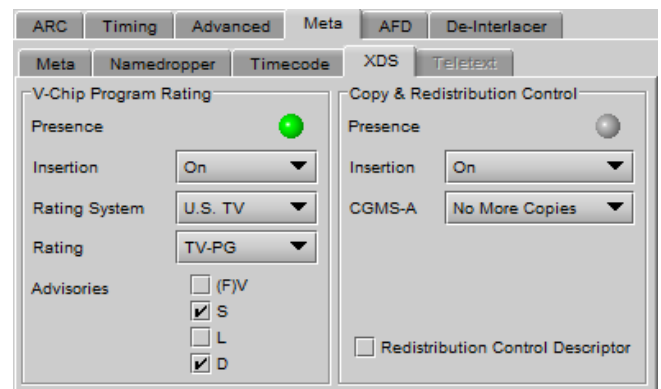 ARC Timing Advanced Meta AFD De-Interlacer
Meta Namedropper Timecode XDS Teletext
V-Chip Program Rating
Presence
Insertion On
Rating System U.S. TV
Rating TV-PG
Advisories (F)V
S
L
D
Copy & Redistribution Control
Presence
Insertion On
CGMS-A No More Copies
Redistribution Control Descriptor